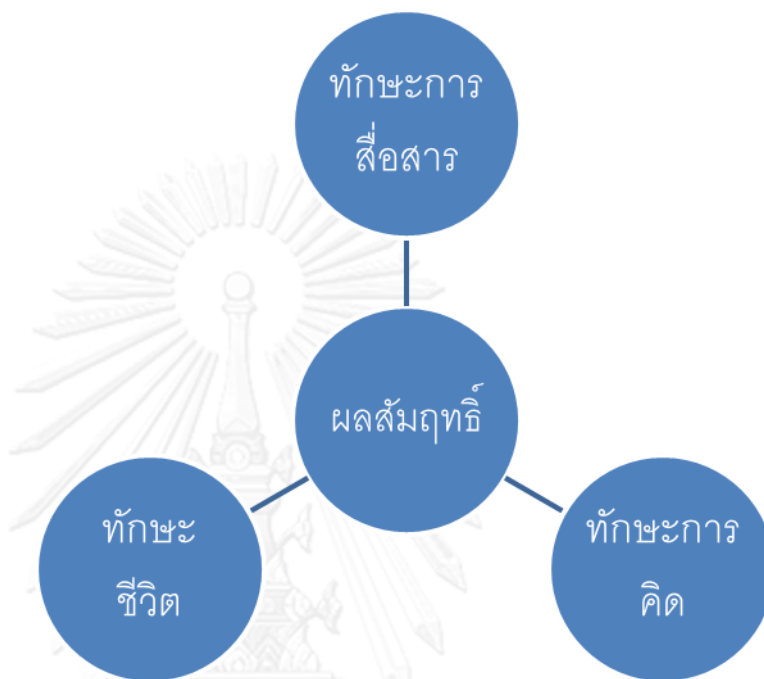 ทักษะการ
สื่อสาร
ผลสัมฤทธิ์
ทักษะ
ชีวิต
ทักษะการ
คิด